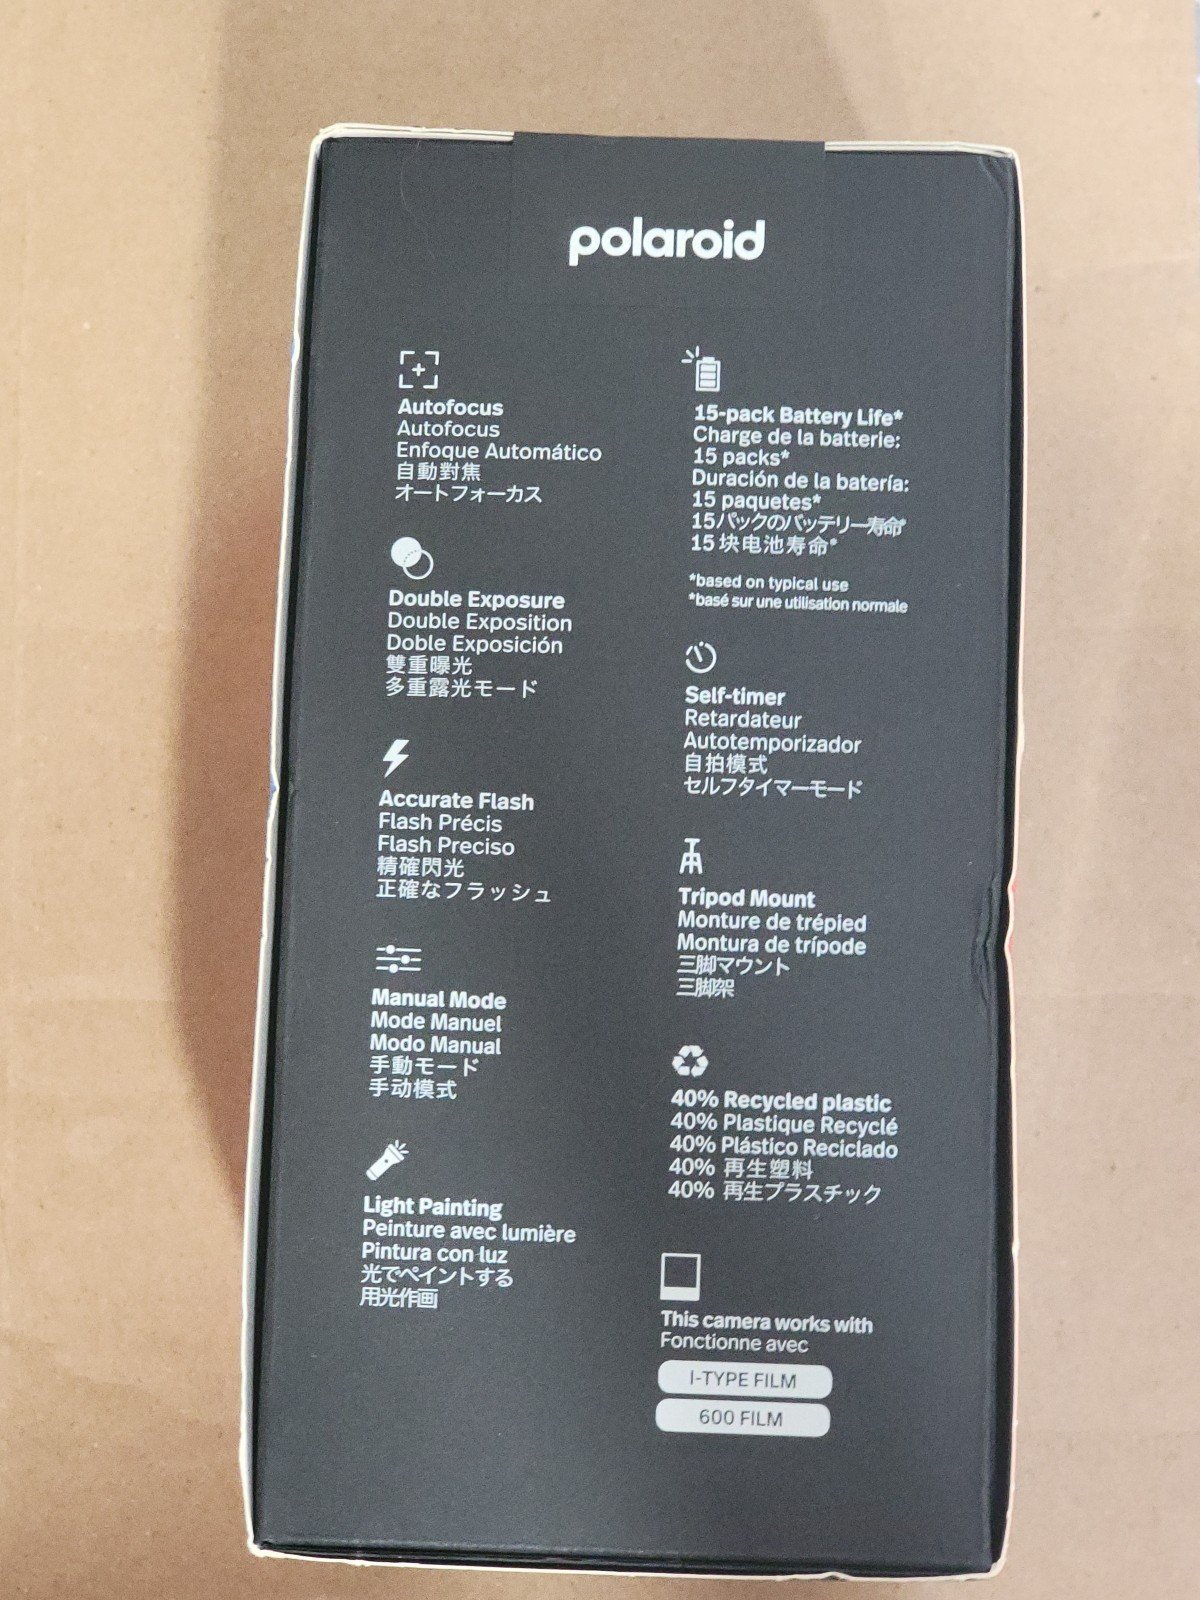 polaroid
Autofocus
Autofocus
Enfoque Automático
自動對焦
オートフォーカス
Double Exposure
Double Exposition
Doble Exposición
雙重曝光
多重露光モード
Accurate Flash
Flash Précis
Flash Preciso
精確閃光
正確なフラッシュ
Manual Mode
Mode Manuel
Modo Manual
手動モード
手动模式
Light Painting
Peinture avec lumière
Pintura con luz
光でペイントする
用光作画
15-pack Battery Life*
Charge de la batterie:
15 packs*
Duración de la batería:
15 paquetes*
15パックのバッテリー寿命*
15块电池寿命*
*based on typical use
*basé sur une utilisation normale
Self-timer
Retardateur
Autotemporizador
自拍模式
セルフタイマーモード
Tripod Mount
Monture de trépied
Montura de trípode
三脚マウント
三脚架
40% Recycled plastic
40% Plastique Recyclé
40% Plástico Reciclado
40% 再生塑料
40% 再生プラスチック
This camera works with
Fonctionne avec
I-TYPE FILM
600 FILM